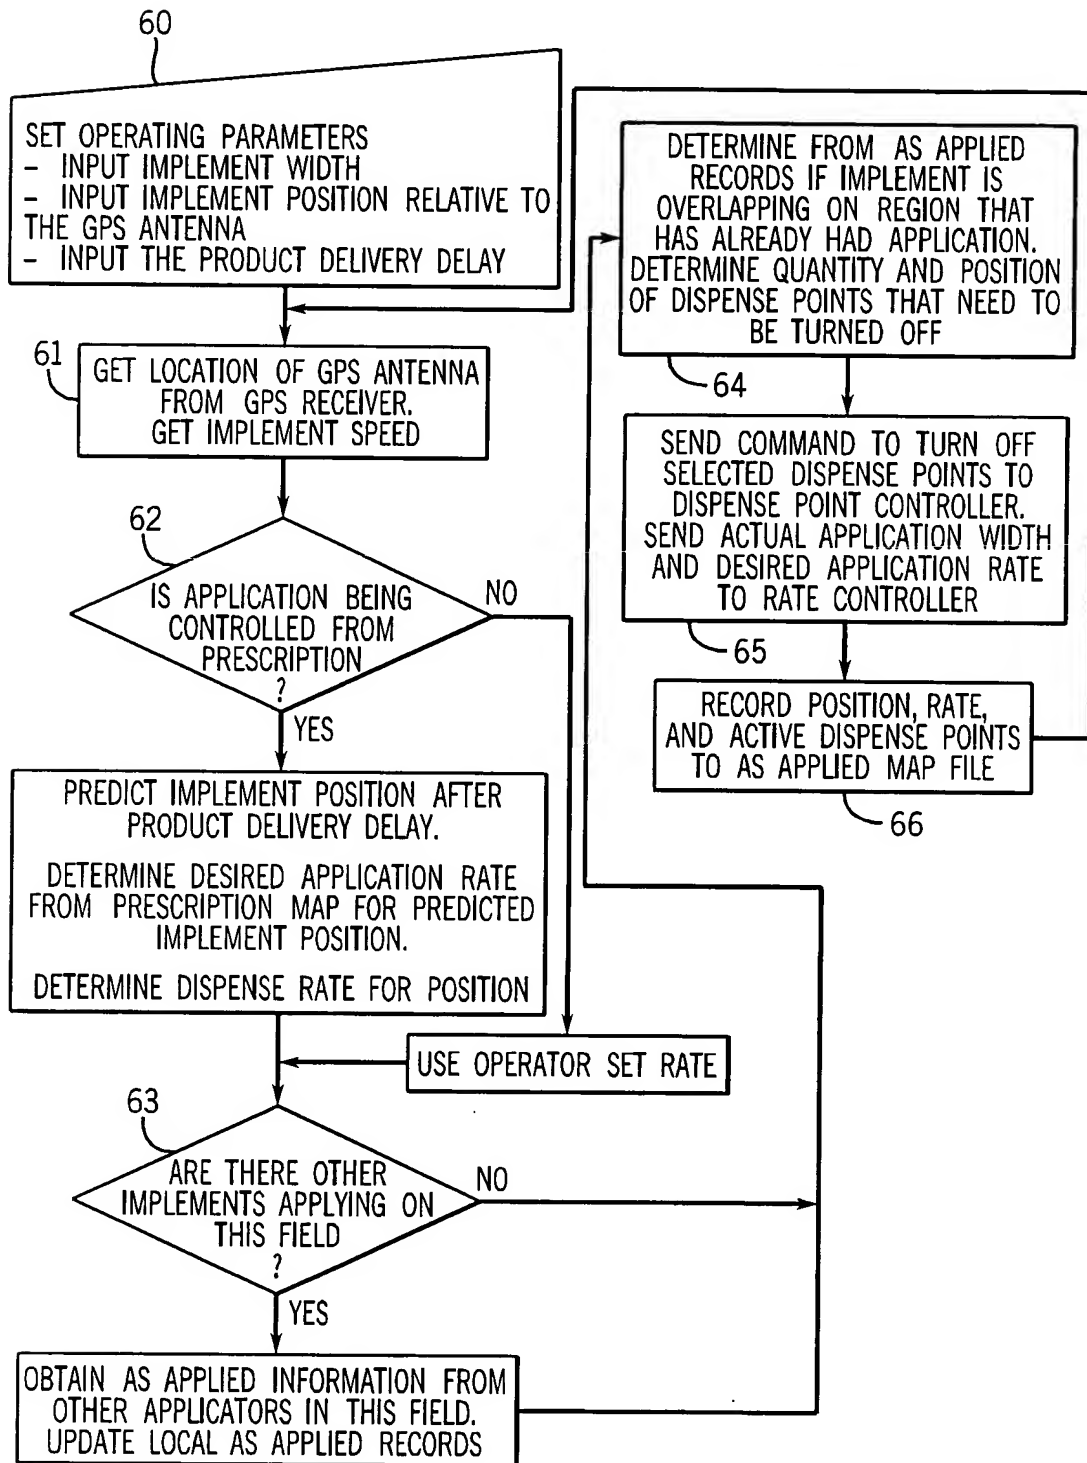 60
SET OPERATING PARAMETERS
- INPUT IMPLEMENT WIDTH
- INPUT IMPLEMENT POSITION RELATIVE TO
THE GPS ANTENNA
- INPUT THE PRODUCT DELIVERY DELAY
61
GET LOCATION OF GPS ANTENNA
FROM GPS RECEIVER.
GET IMPLEMENT SPEED
62
IS APPLICATION BEING
CONTROLLED FROM
PRESCRIPTION
?
NO
YES
PREDICT IMPLEMENT POSITION AFTER
PRODUCT DELIVERY DELAY.
DETERMINE DESIRED APPLICATION RATE
FROM PRESCRIPTION MAP FOR PREDICTED
IMPLEMENT POSITION.
DETERMINE DISPENSE RATE FOR POSITION
USE OPERATOR SET RATE
63
ARE THERE OTHER
IMPLEMENTS APPLYING ON
THIS FIELD
?
NO
YES
OBTAIN AS APPLIED INFORMATION FROM
OTHER APPLICATORS IN THIS FIELD.
UPDATE LOCAL AS APPLIED RECORDS
DETERMINE FROM AS APPLIED
RECORDS IF IMPLEMENT IS
OVERLAPPING ON REGION THAT
HAS ALREADY HAD APPLICATION.
DETERMINE QUANTITY AND POSITION
OF DISPENSE POINTS THAT NEED TO
BE TURNED OFF
64
SEND COMMAND TO TURN OFF
SELECTED DISPENSE POINTS TO
DISPENSE POINT CONTROLLER.
SEND ACTUAL APPLICATION WIDTH
AND DESIRED APPLICATION RATE
TO RATE CONTROLLER
65
RECORD POSITION, RATE,
AND ACTIVE DISPENSE POINTS
TO AS APPLIED MAP FILE
66